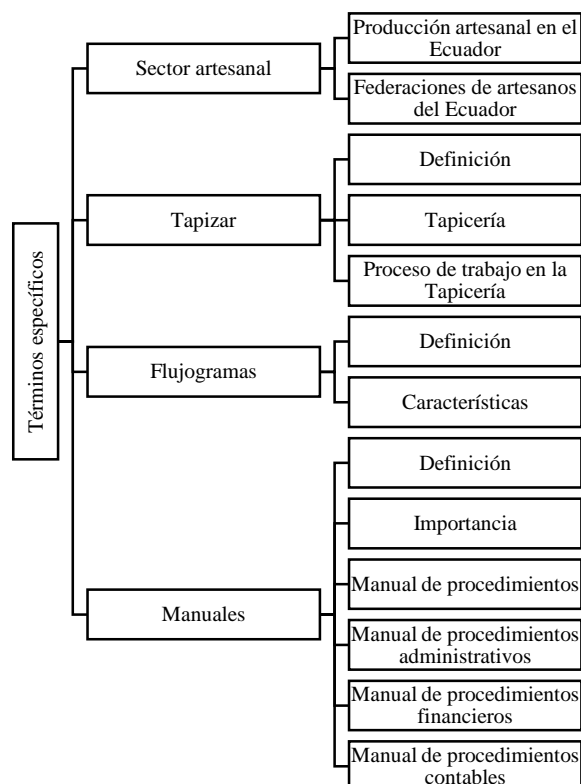 Términos específicos
Sector artesanal
Producción artesanal en el
Ecuador
Federaciones de artesanos
del Ecuador
Tapizar
Definición
Tapicería
Proceso de trabajo en la
Tapicería
Flujogramas
Definición
Características
Manuales
Definición
Importancia
Manual de procedimientos
Manual de procedimientos
administrativos
Manual de procedimientos
financieros
Manual de procedimientos
contables